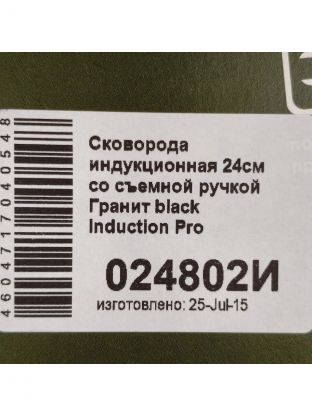 Сковорода
индукционная 24см
со съемной ручкой
Гранит black
Induction Pro
024802И
изготовлено: 25-Jul-15
4604717040548